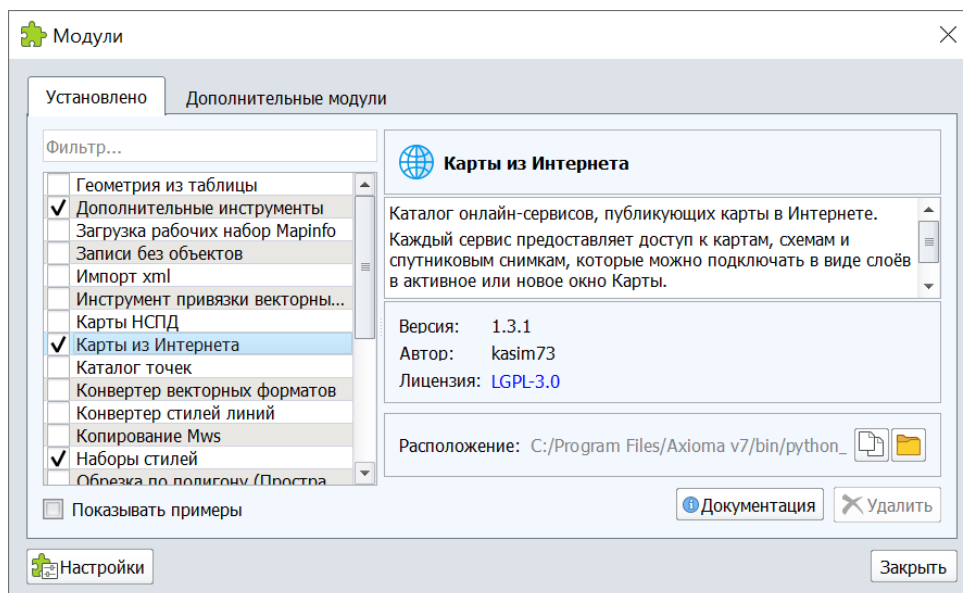 Модули
Установлено
Дополнительные модули
Фильтр...
Геометрия из таблицы
Дополнительные инструменты
Загрузка рабочих набор Mapinfo
Записи без объектов
Импорт xml
Инструмент привязки векторны...
Карты НСПД
Карты из Интернета
Каталог точек
Конвертер векторных форматов
Конвертер стилей линий
Копирование Mws
Наборы стилей
Обрезка по полигону (Простра
Показывать примеры
Карты из Интернета
Каталог онлайн-сервисов, публикующих карты в Интернете.
Каждый сервис предоставляет доступ к картам, схемам и
спутниковым снимкам, которые можно подключать в виде слоёв
в активное или новое окно Карты.
Версия: 1.3.1
Автор: kasim73
Лицензия: LGPL-3.0
Расположение: C:/Program Files/Axioma v7/bin/python_
Документация
Удалить
Настройки
Закрыть